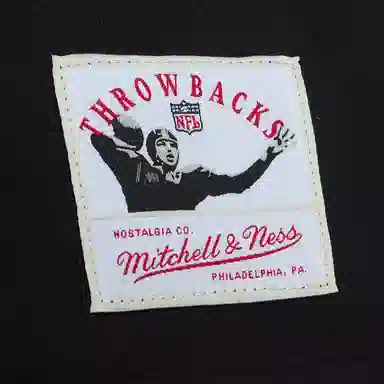 THROWBACKS
NFL
NOSTALGIA CO.
Mitchell & Ness
PHILADELPHIA, PA.